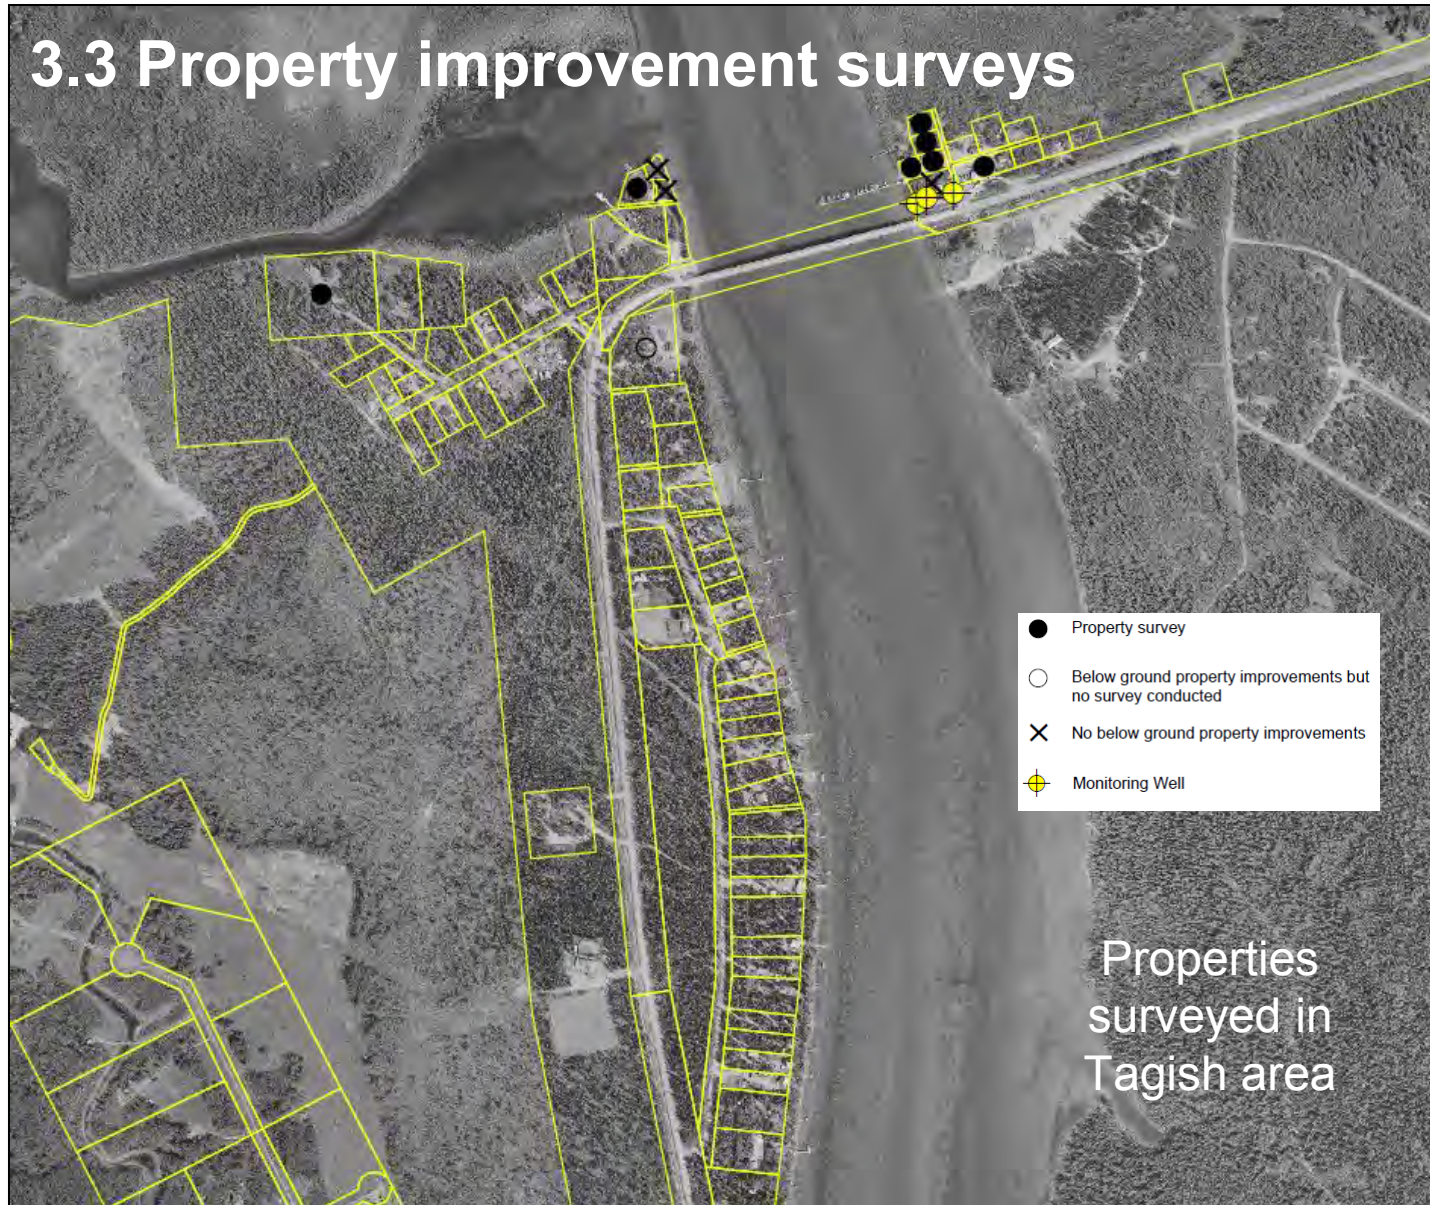 3.3 Property improvement surveys
Property survey
Below ground property improvements but
no survey conducted
No below ground property improvements
Monitoring Well
Properties
surveyed in
Tagish area